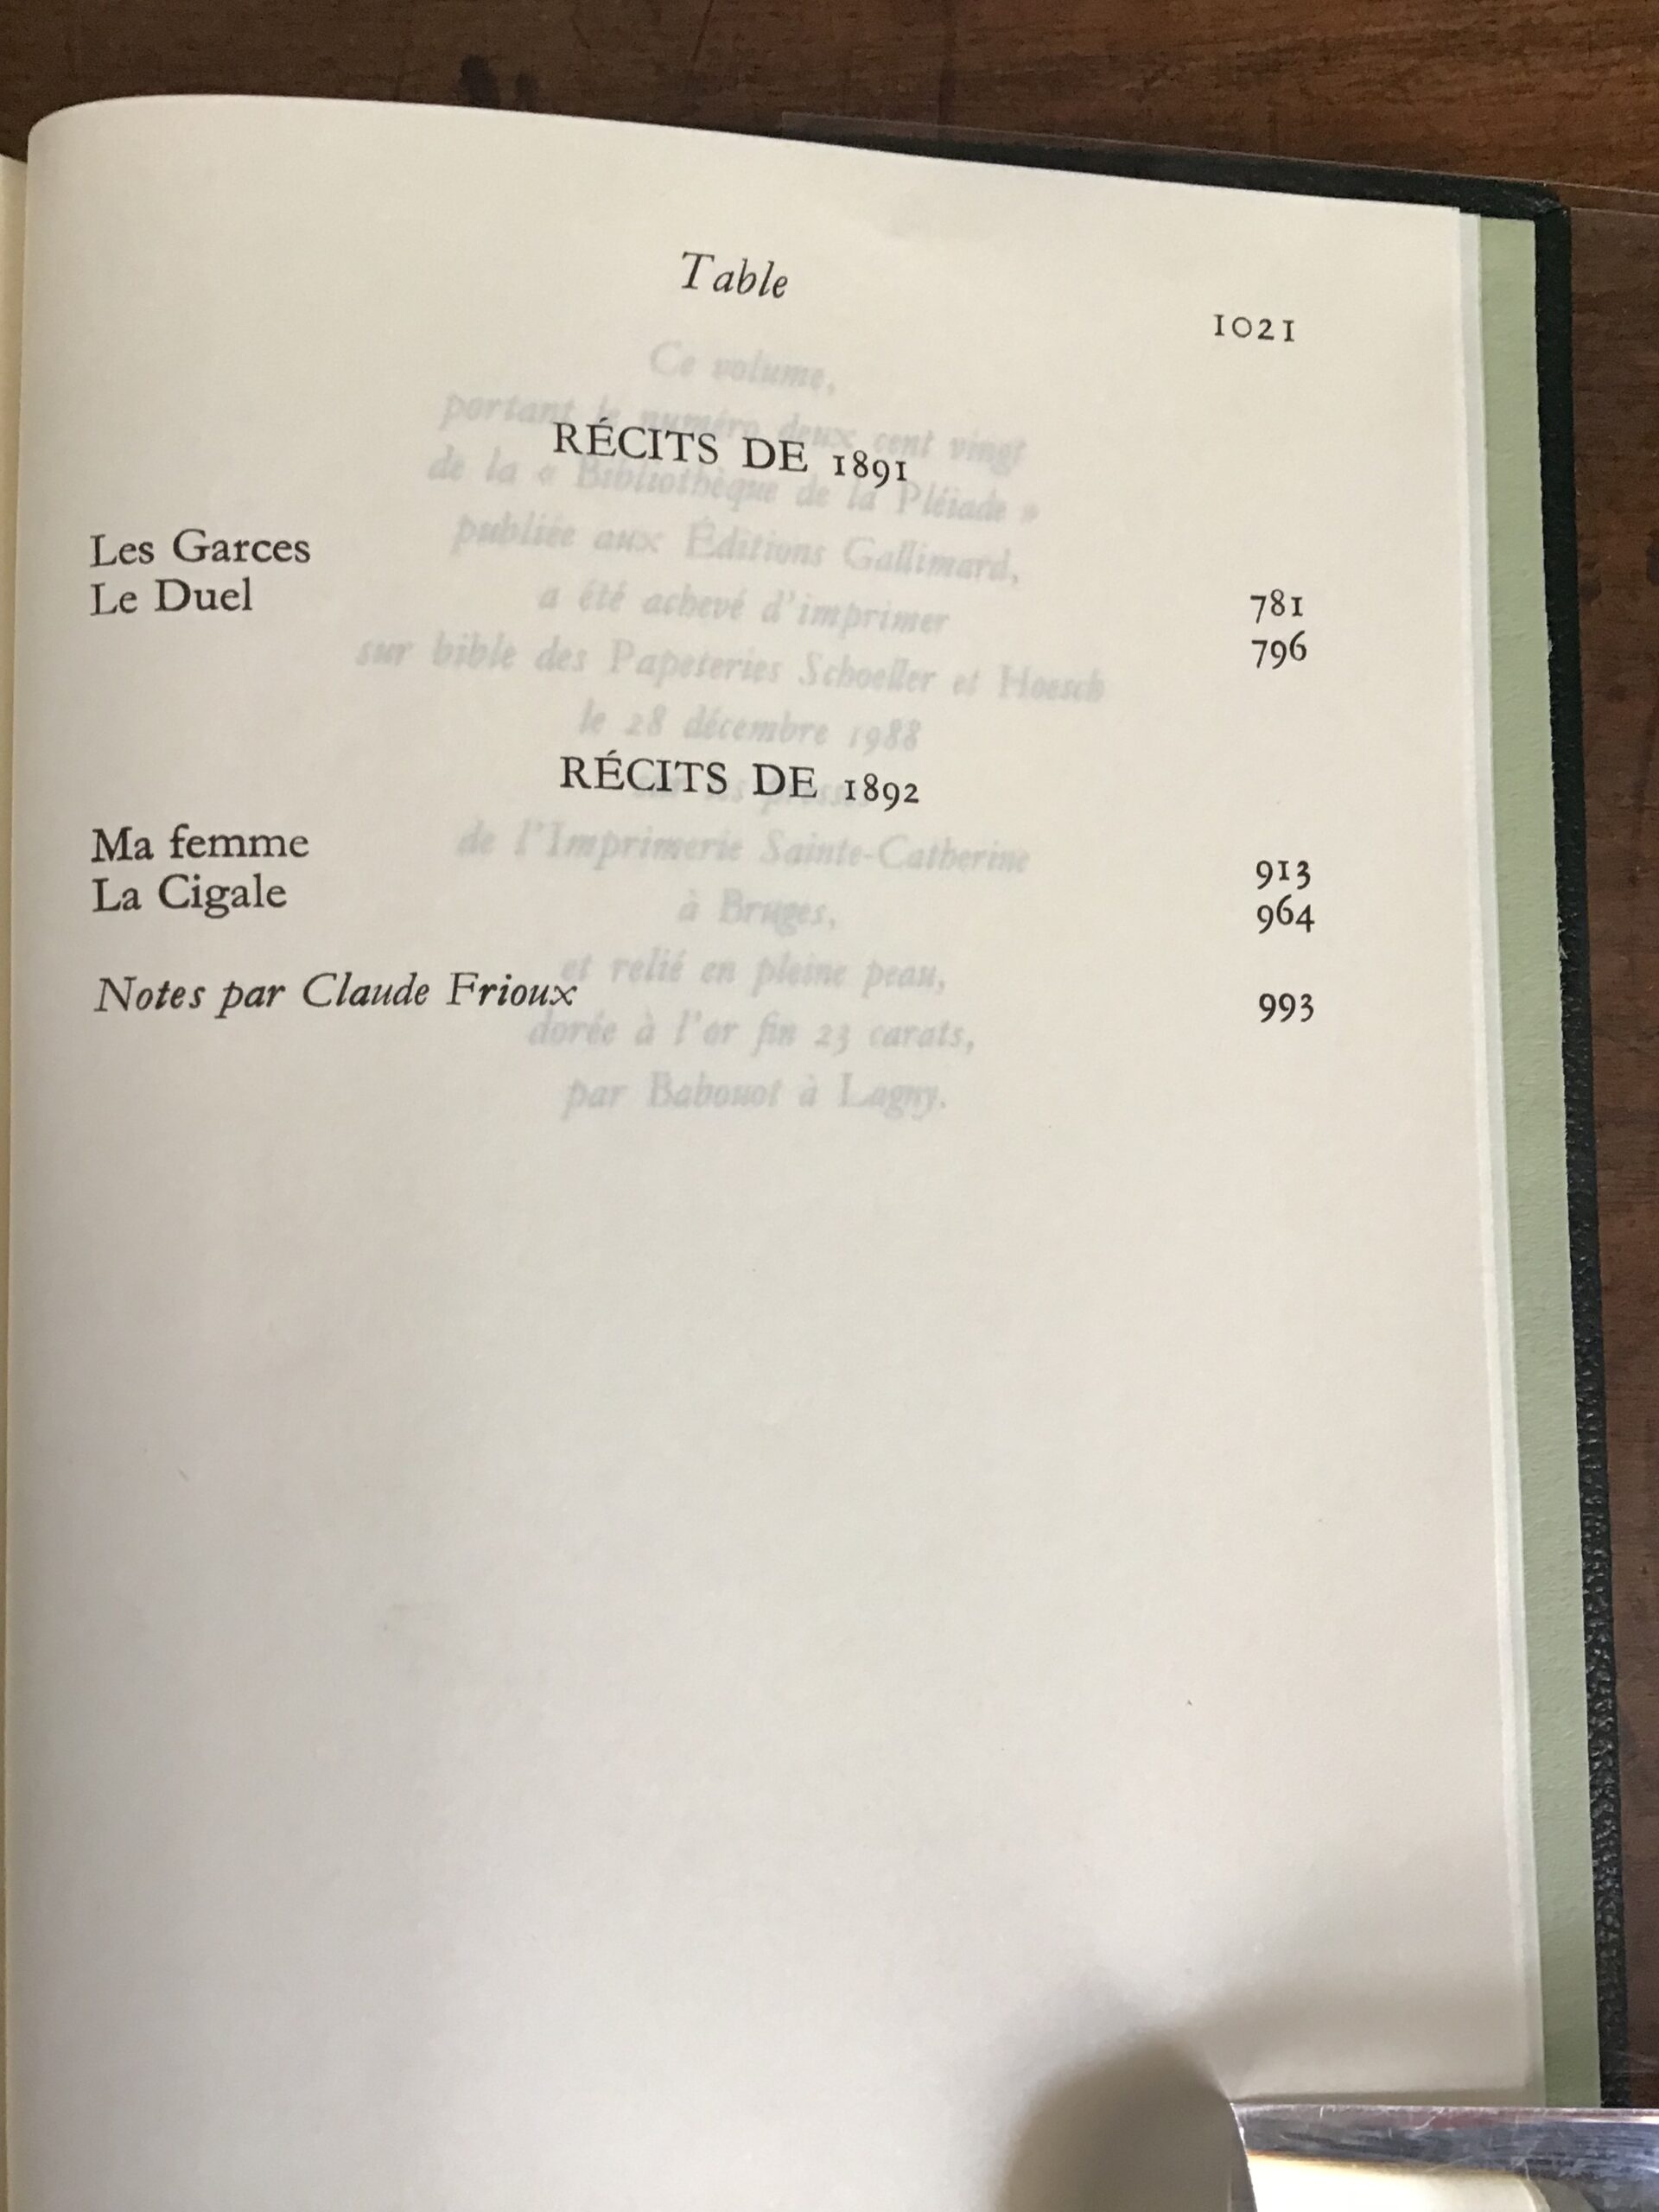 Table
1021
RÉCITS DE 1891
Les Garces 781
Le Duel 796
RÉCITS DE 1892
Ma femme 913
La Cigale 964
Notes par Claude Frioux 993
Ce volume,
portant le numéro deux cent vingt
de la « Bibliothèque de la Pléiade »
publiée aux Éditions Gallimard,
a été achevé d'imprimer
sur bible des Papeteries Schoeller et Hoesch
le 28 décembre 1988
sur les presses
de l'Imprimerie Sainte-Catherine
à Bruges,
et relié en pleine peau,
dorée à l'or fin 23 carats,
par Babouot à Lagny.